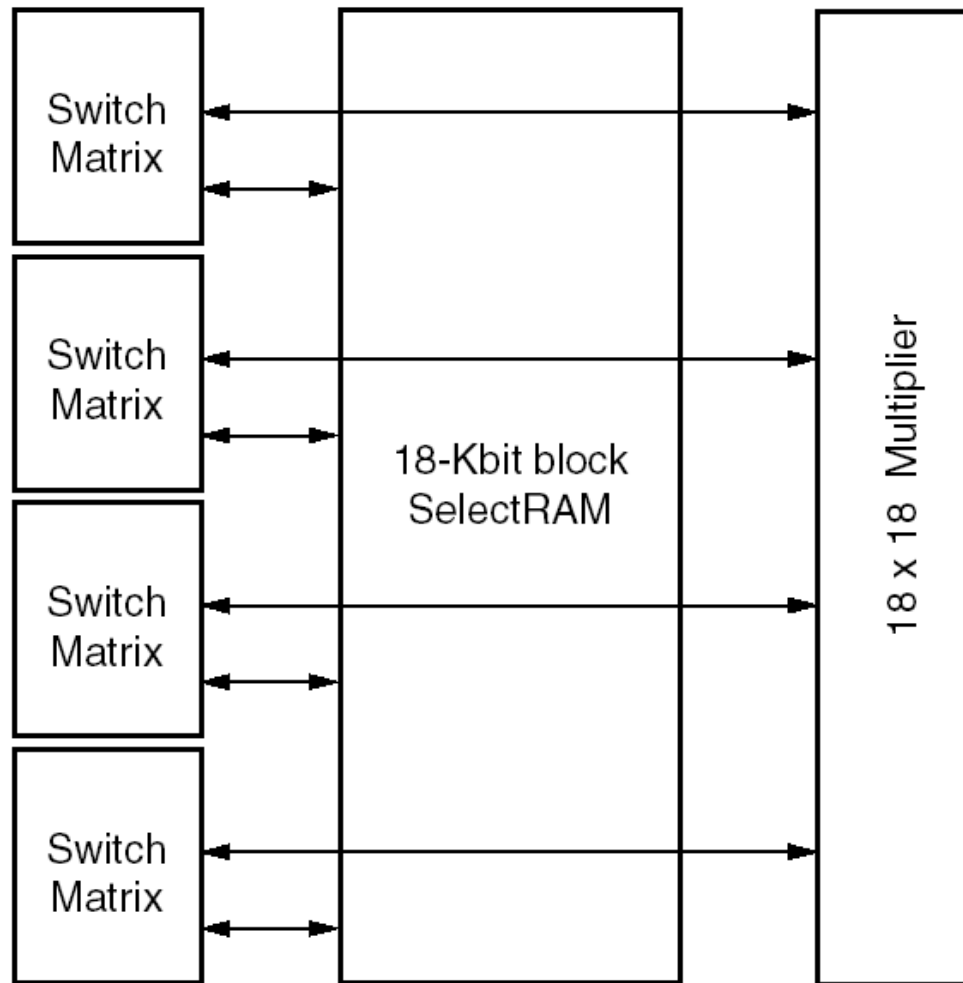 Switch
Matrix
Switch
Matrix
18-Kbit block
SelectRAM
Switch
Matrix
Switch
Matrix
18 x 18 Multiplier